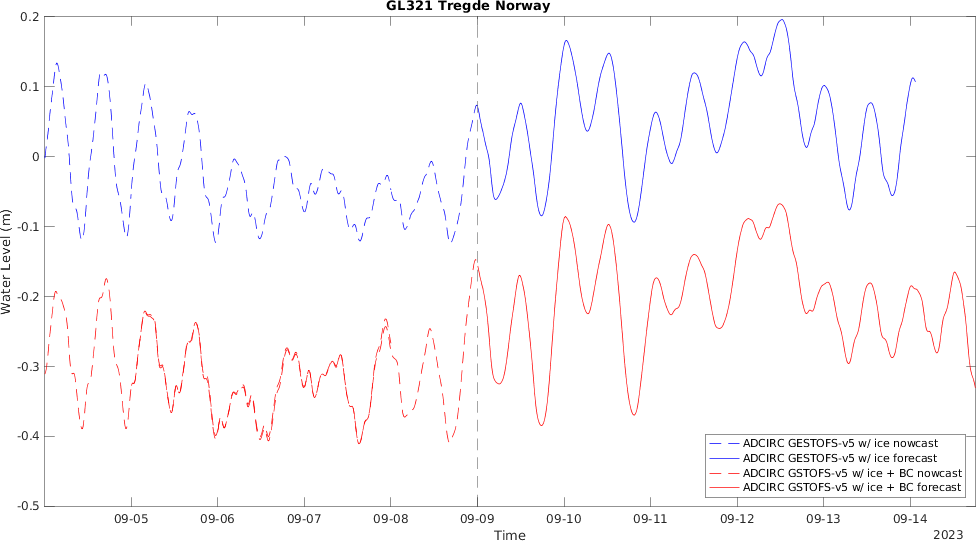 GL321 Tregde Norway
0.2
0.1
0
-0.1
-0.2
-0.3
-0.4
-0.5
Water Level (m)
ADCIRC GESTOFS-v5 w/ ice nowcast
ADCIRC GESTOFS-v5 w/ ice forecast
ADCIRC GSTOFS-v5 w/ ice + BC nowcast
ADCIRC GSTOFS-v5 w/ ice + BC forecast
09-05 09-06 09-07 09-08 09-09 09-10 09-11 09-12 09-13 09-14
Time
2023